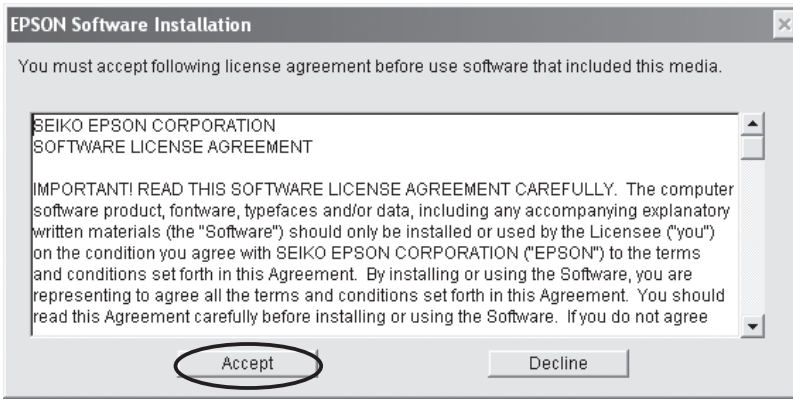 EPSON Software Installation
You must accept following license agreement before use software that included this media.
SEIKO EPSON CORPORATION
SOFTWARE LICENSE AGREEMENT
IMPORTANT! READ THIS SOFTWARE LICENSE AGREEMENT CAREFULLY. The computer
software product, fontware, typefaces and/or data, including any accompanying explanatory
written materials (the "Software") should only be installed or used by the Licensee ("you")
on the condition you agree with SEIKO EPSON CORPORATION ("EPSON") to the terms
and conditions set forth in this Agreement. By installing or using the Software, you are
representing to agree all the terms and conditions set forth in this Agreement. You should
read this Agreement carefully before installing or using the Software. If you do not agree
Accept
Decline